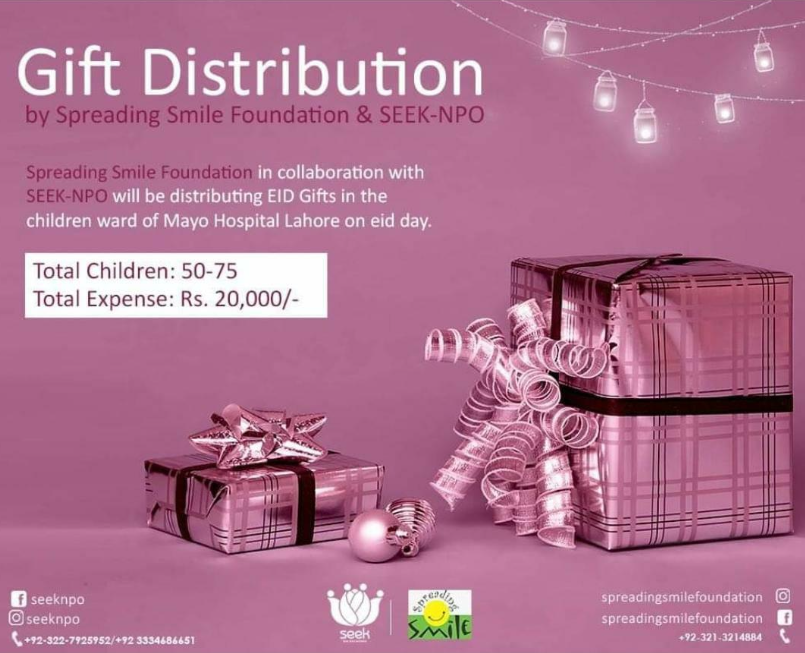 Gift Distribution
by Spreading Smile Foundation & SEEK-NPO
Spreading Smile Foundation in collaboration with
SEEK-NPO will be distributing EID Gifts in the
children ward of Mayo Hospital Lahore on eid day.
Total Children: 50-75
Total Expense: Rs. 20,000/-
seeknpo
seeknpo
+92-322-7925952/+92 3334686651
seek
Spreading
SMiLE
spreadingsmilefoundation
spreadingsmilefoundation
+92-321-3214884